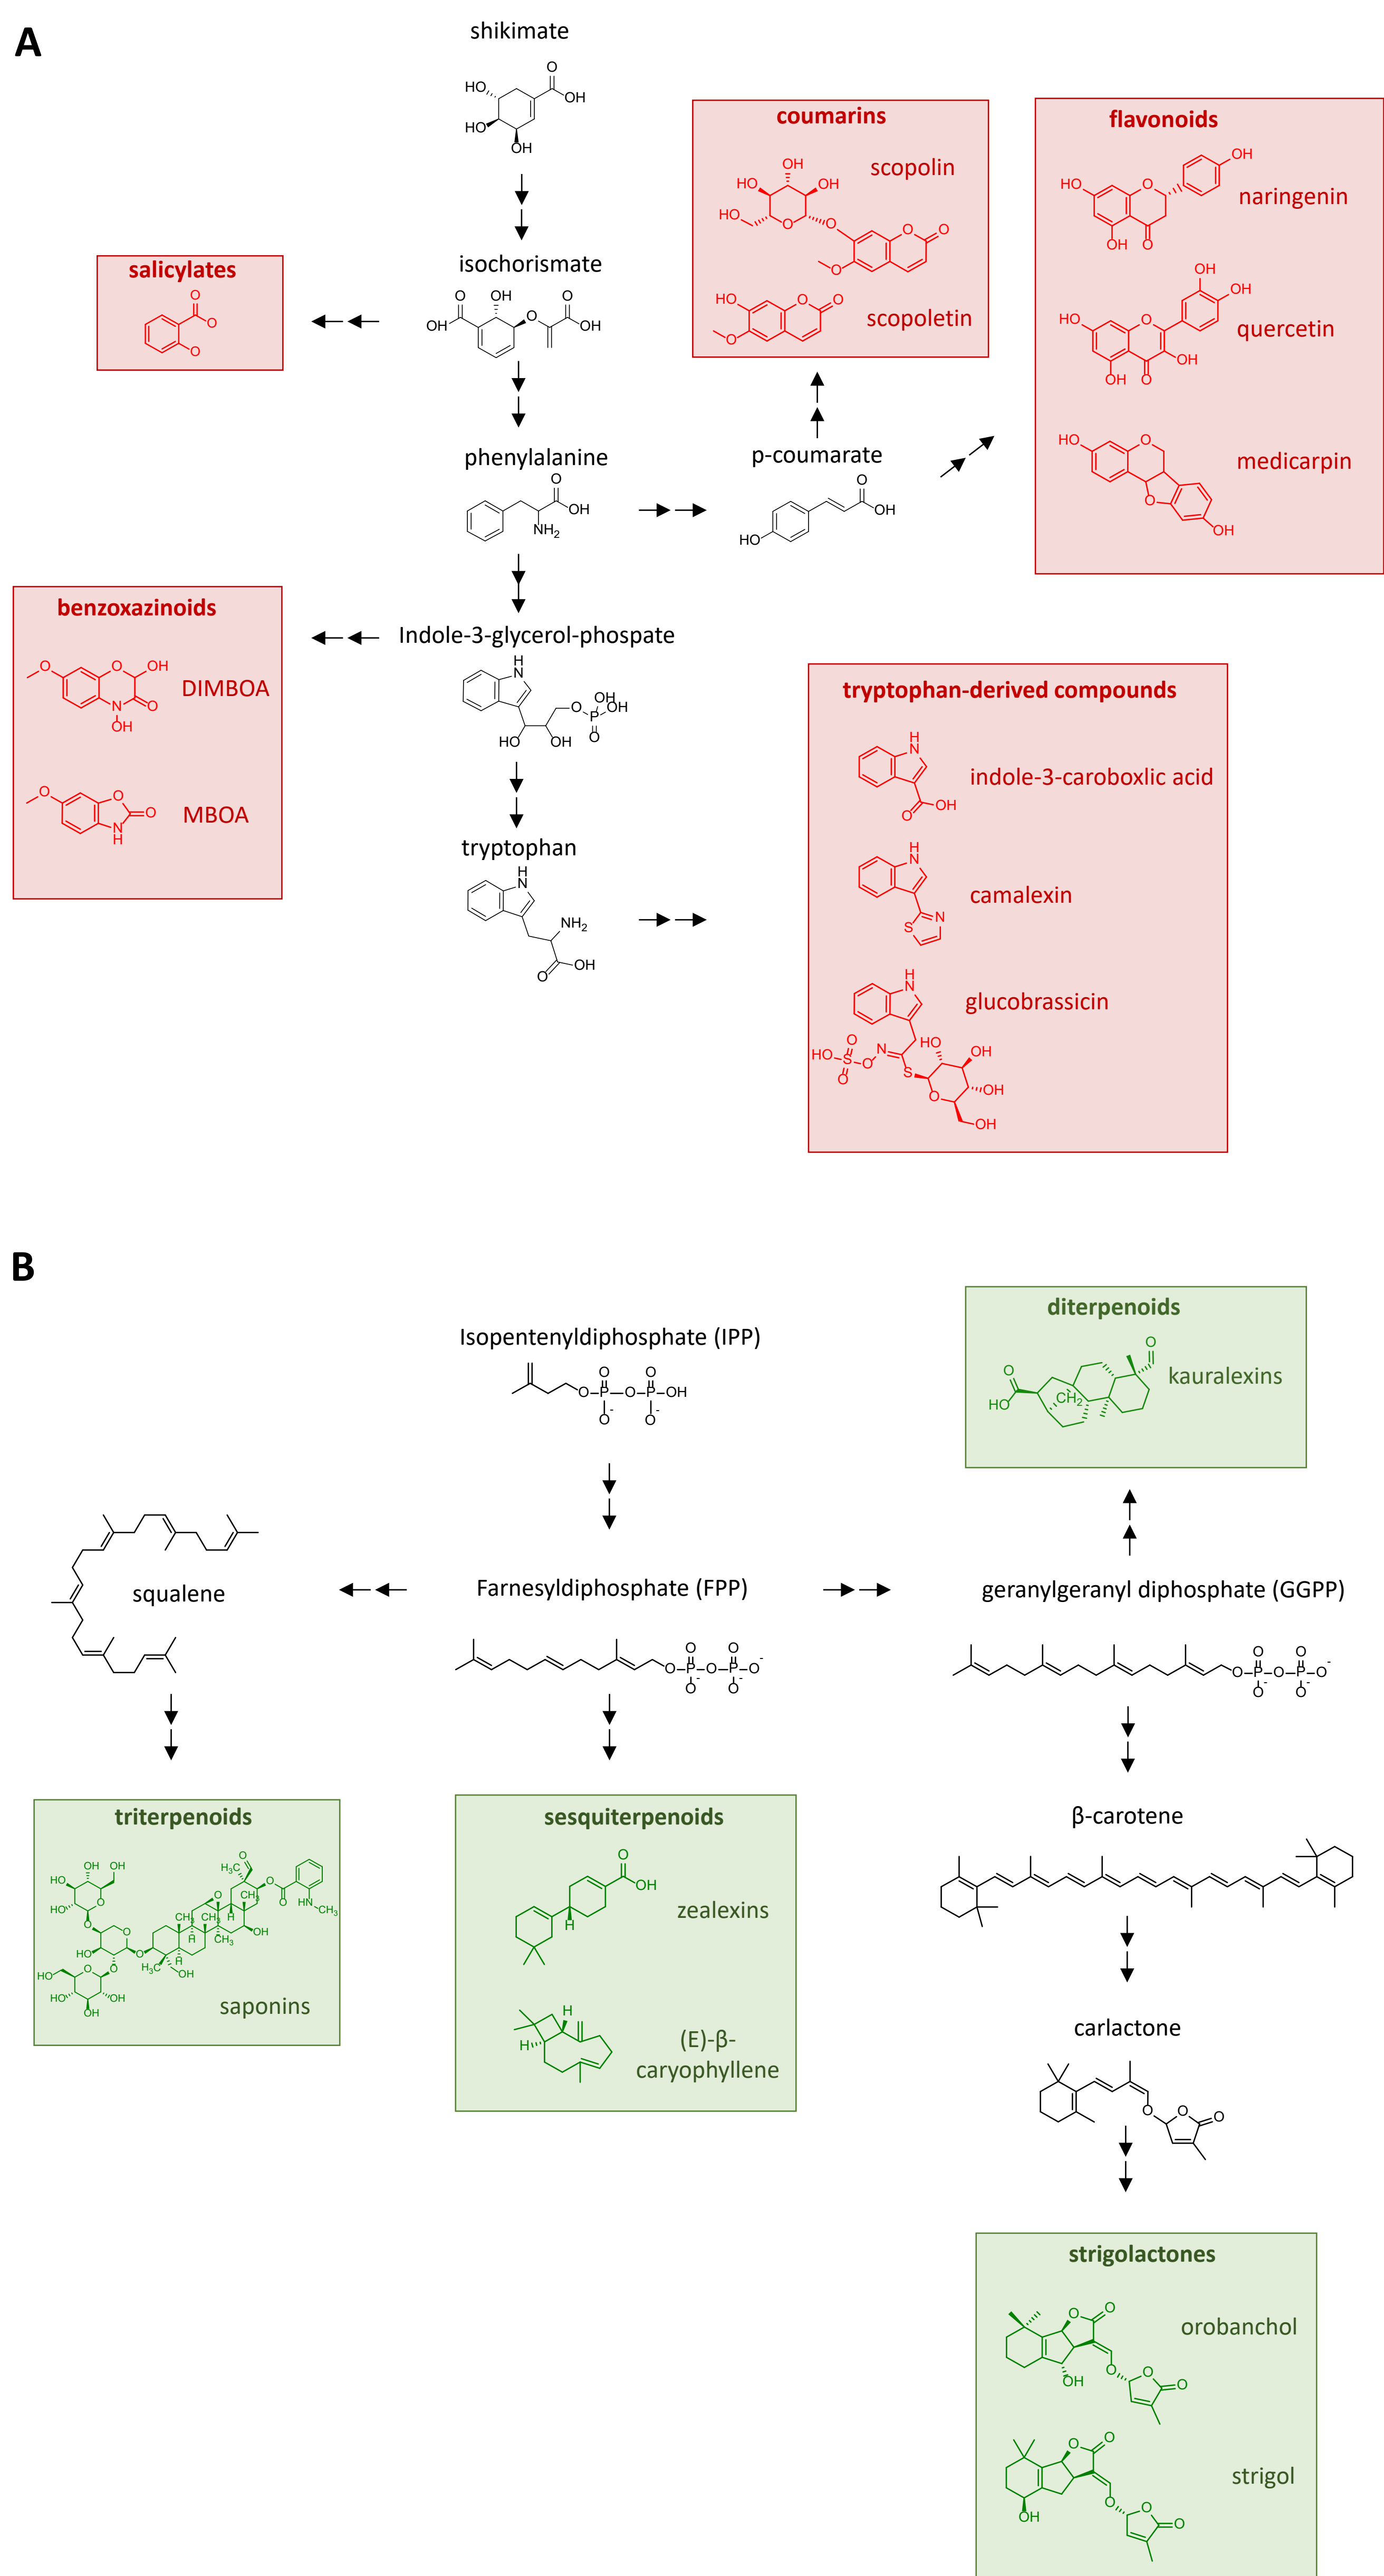 A
shikimate
isochorismate
salicylates
phenylalanine
p-coumarate
coumarins
scopolin
scopoletin
flavonoids
naringenin
quercetin
medicarpin
benzoxazinoids
DIMBOA
MBOA
Indole-3-glycerol-phospate
tryptophan
tryptophan-derived compounds
indole-3-caroboxlic acid
camalexin
glucobrassicin
B
Isopentenyldiphosphate (IPP)
diterpenoids
kauralexins
squalene
Farnesyldiphosphate (FPP)
geranylgeranyl diphosphate (GGPP)
triterpenoids
saponins
sesquiterpenoids
zealexins
(E)-β-
caryophyllene
β-carotene
carlactone
strigolactones
orobanchol
strigol